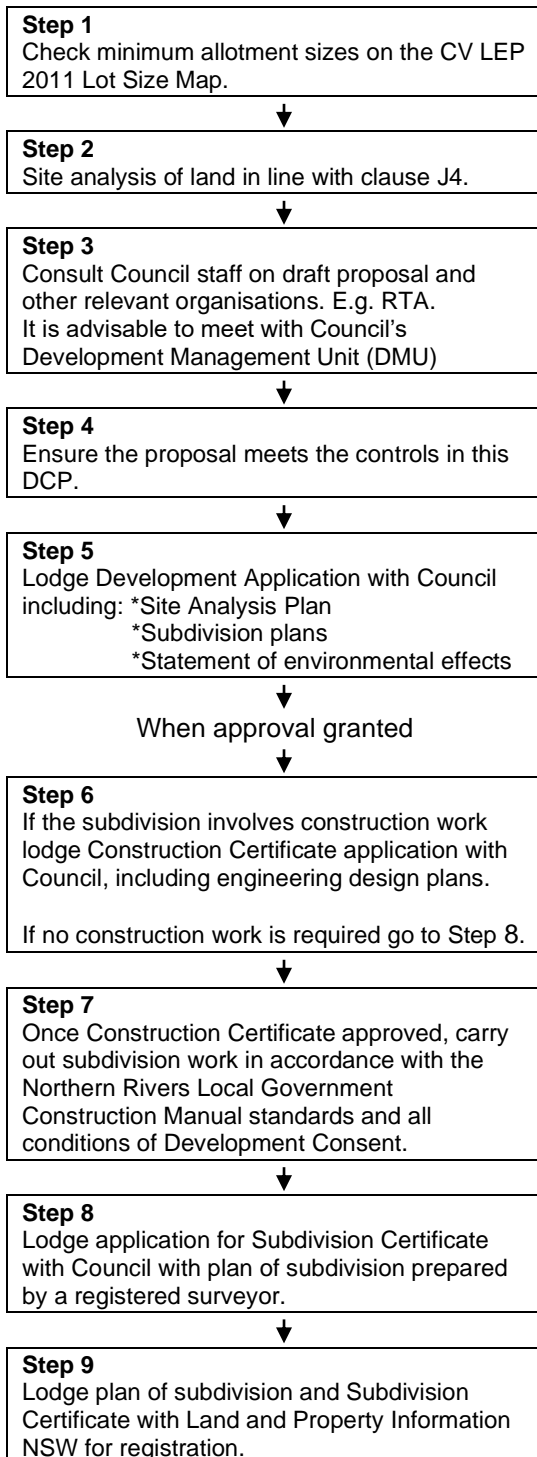 Step 1
Check minimum allotment sizes on the CV LEP
2011 Lot Size Map.
Step 2
Site analysis of land in line with clause J4.
Step 3
Consult Council staff on draft proposal and
other relevant organisations. E.g. RTA.
It is advisable to meet with Council’s
Development Management Unit (DMU)
Step 4
Ensure the proposal meets the controls in this
DCP.
Step 5
Lodge Development Application with Council
including: *Site Analysis Plan
*Subdivision plans
*Statement of environmental effects
When approval granted
Step 6
If the subdivision involves construction work
lodge Construction Certificate application with
Council, including engineering design plans.
If no construction work is required go to Step 8.
Step 7
Once Construction Certificate approved, carry
out subdivision work in accordance with the
Northern Rivers Local Government
Construction Manual standards and all
conditions of Development Consent.
Step 8
Lodge application for Subdivision Certificate
with Council with plan of subdivision prepared
by a registered surveyor.
Step 9
Lodge plan of subdivision and Subdivision
Certificate with Land and Property Information
NSW for registration.